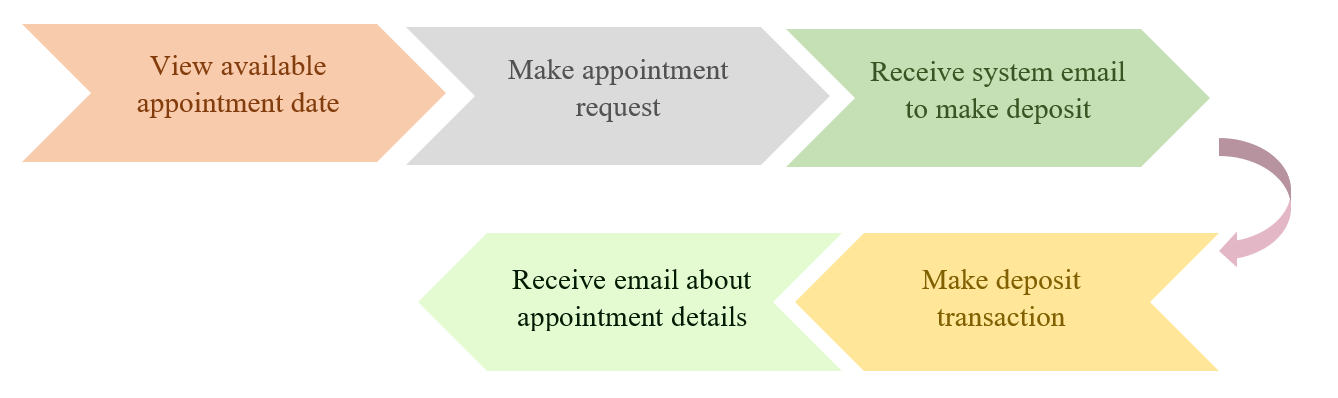 View available
appointment date
Make appointment
request
Receive system email
to make deposit
Make deposit
transaction
Receive email about
appointment details